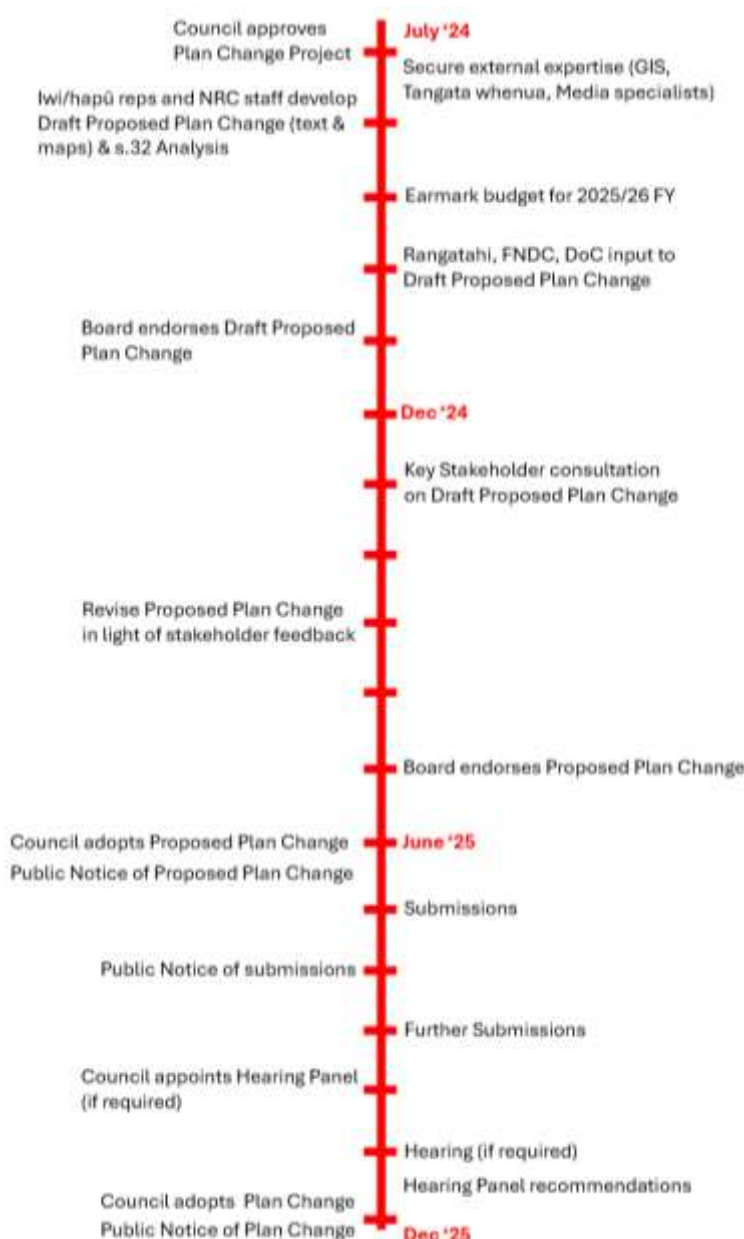 Council approves
Plan Change Project
July '24
Secure external expertise (GIS,
Tangata whenua, Media specialists)
Iwi/hapū reps and NRC staff develop
Draft Proposed Plan Change (text &
maps) & s.32 Analysis
Earmark budget for 2025/26 FY
Rangatahi, FNDC, DoC input to
Draft Proposed Plan Change
Board endorses Draft Proposed
Plan Change
Dec '24
Key Stakeholder consultation
on Draft Proposed Plan Change
Revise Proposed Plan Change
in light of stakeholder feedback
Board endorses Proposed Plan Change
Council adopts Proposed Plan Change
June '25
Public Notice of Proposed Plan Change
Submissions
Public Notice of submissions
Further Submissions
Council appoints Hearing Panel
(if required)
Hearing (if required)
Hearing Panel recommendations
Council adopts Plan Change
Public Notice of Plan Change
Dec '25